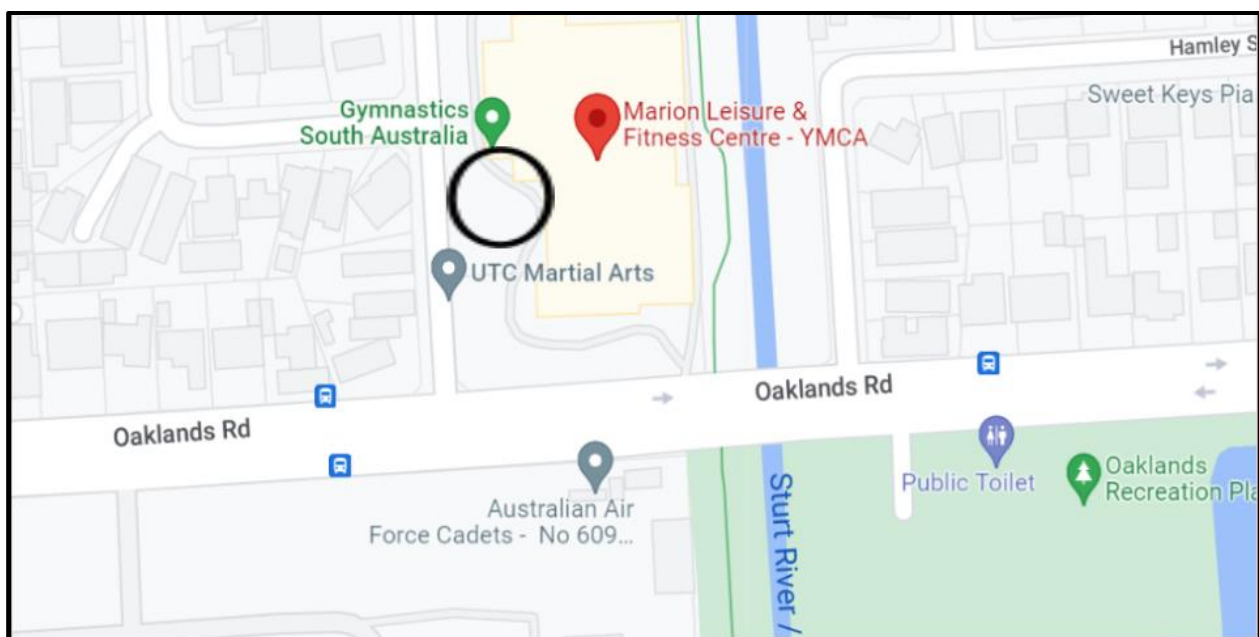 Hamley S
Sweet Keys Pia
Gymnastics
South Australia
Marion Leisure &
Fitness Centre - YMCA
UTC Martial Arts
Oaklands Rd
Oaklands Rd
Public Toilet
Oaklands
Recreation Pla
Australian Air
Force Cadets - No 609...
Sturt River /